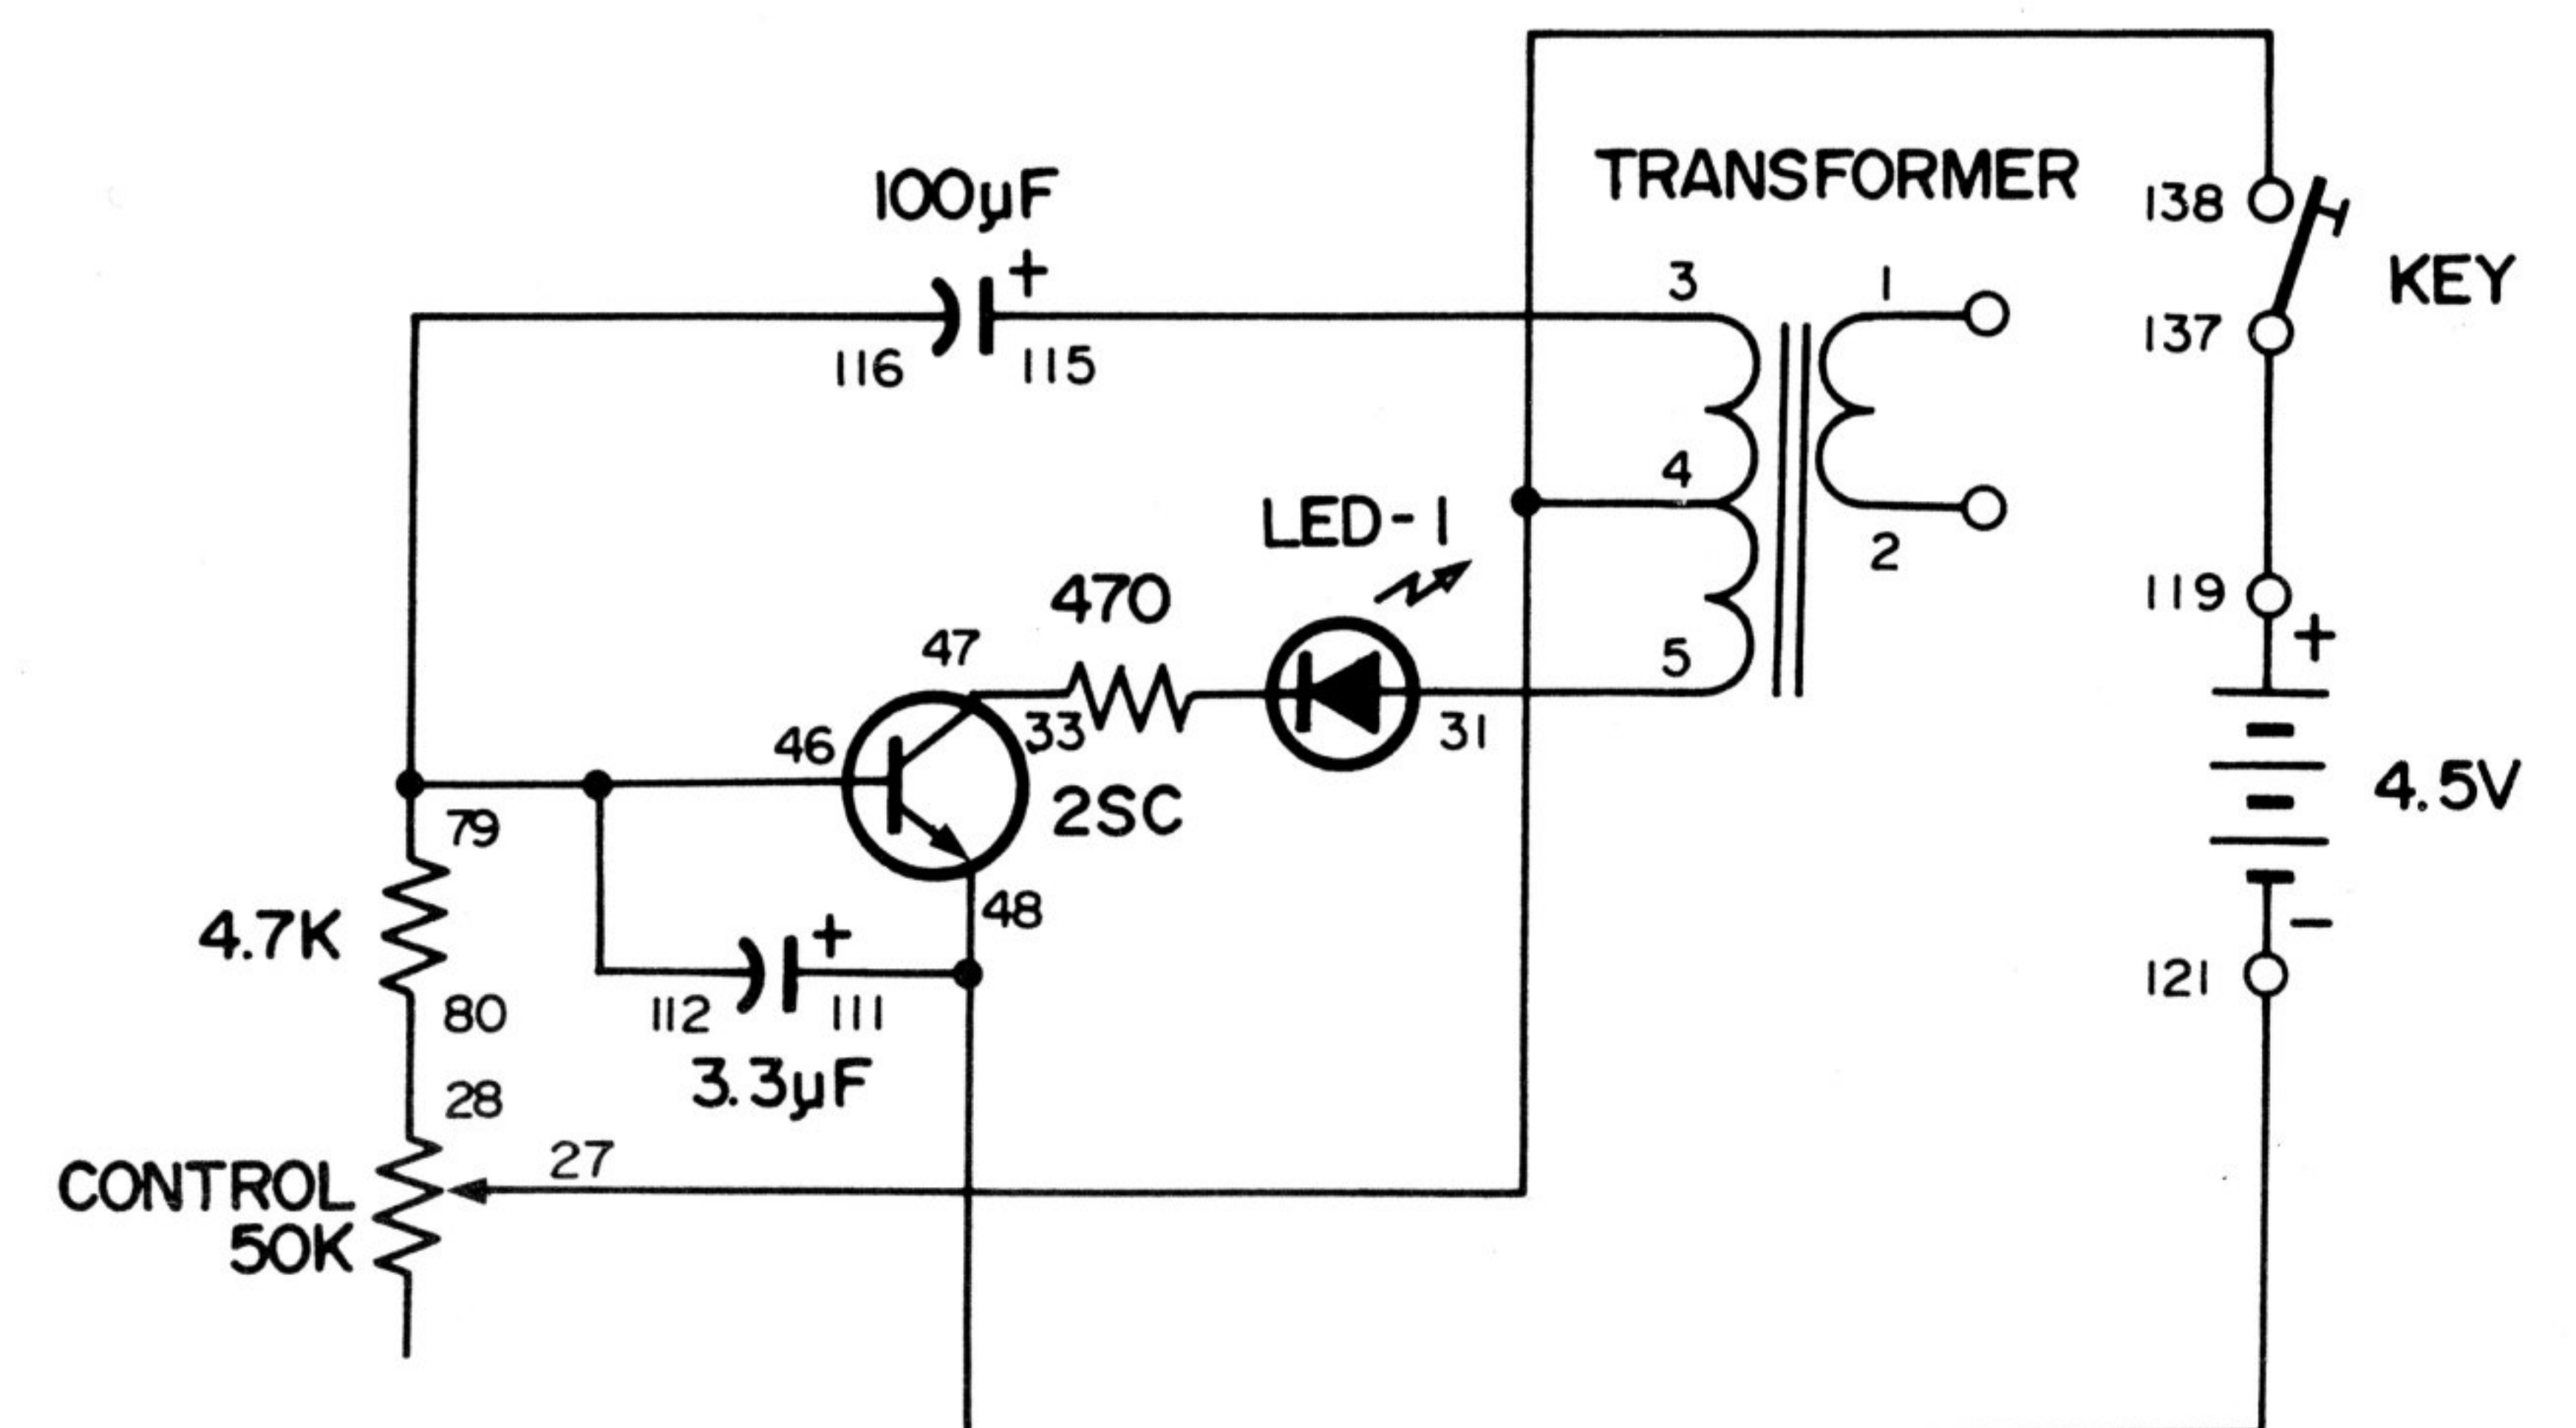 100µF
+
116
115
TRANSFORMER
3
1
4
2
5
138
137
KEY
119
+
4.5V
−
121
LED-1
470
47
33
31
46
2SC
48
79
4.7K
80
+
112
111
3.3µF
28
27
CONTROL
50K